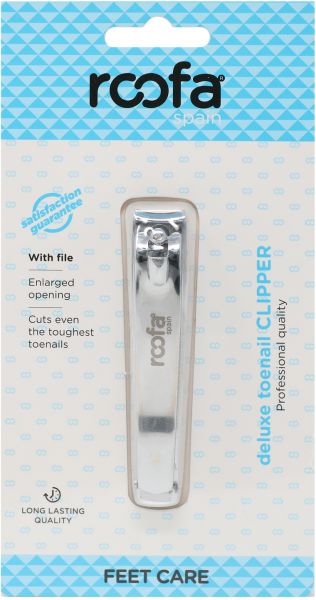 roofa®
spain
satisfaction
guarantee
With file
Enlarged
opening
Cuts even
the toughest
toenails
roofa®
spain
deluxe toenail CLIPPER
Professional quality
LONG LASTING
QUALITY
FEET CARE